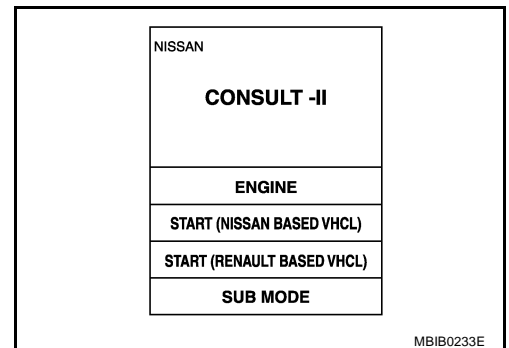 NISSAN
CONSULT -II
ENGINE
START (NISSAN BASED VHCL)
START (RENAULT BASED VHCL)
SUB MODE
MBIB0233E